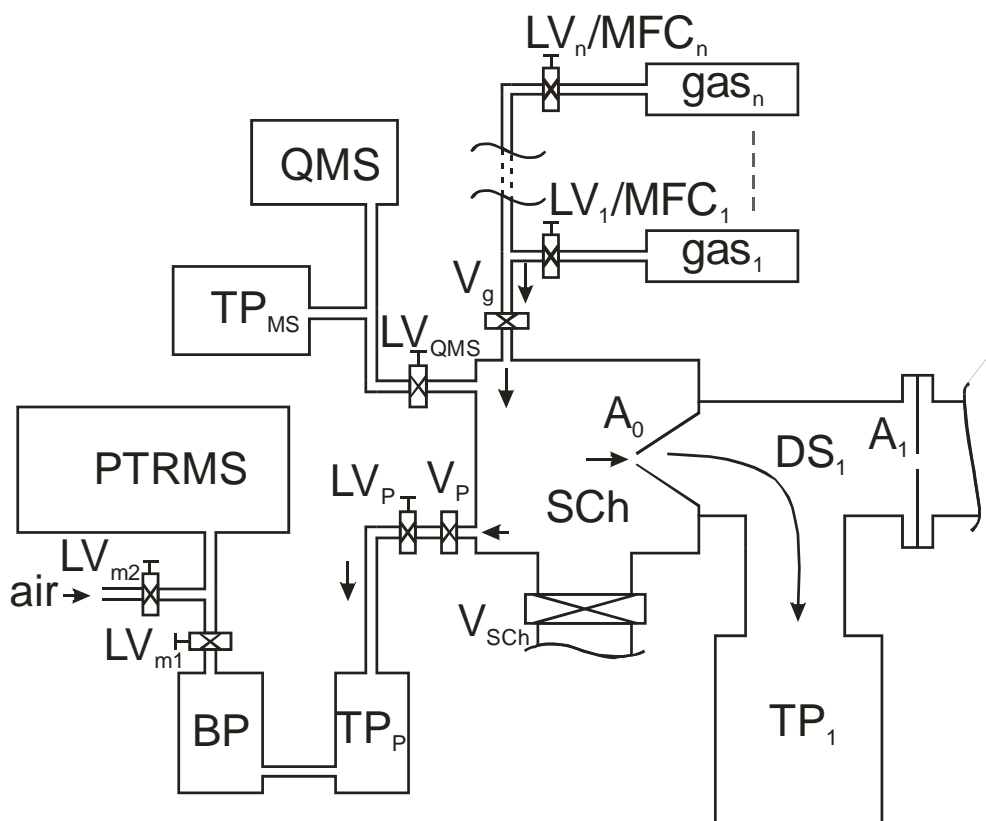 LVn/MFCn
gasn
QMS
LV1/MFC1
gas1
Vg
TPMS
LVQMS
A0
DS1
A1
PTRMS
LVP
VP
SCh
LVm2
air
VSCh
LVm1
BP
TPP
TP1